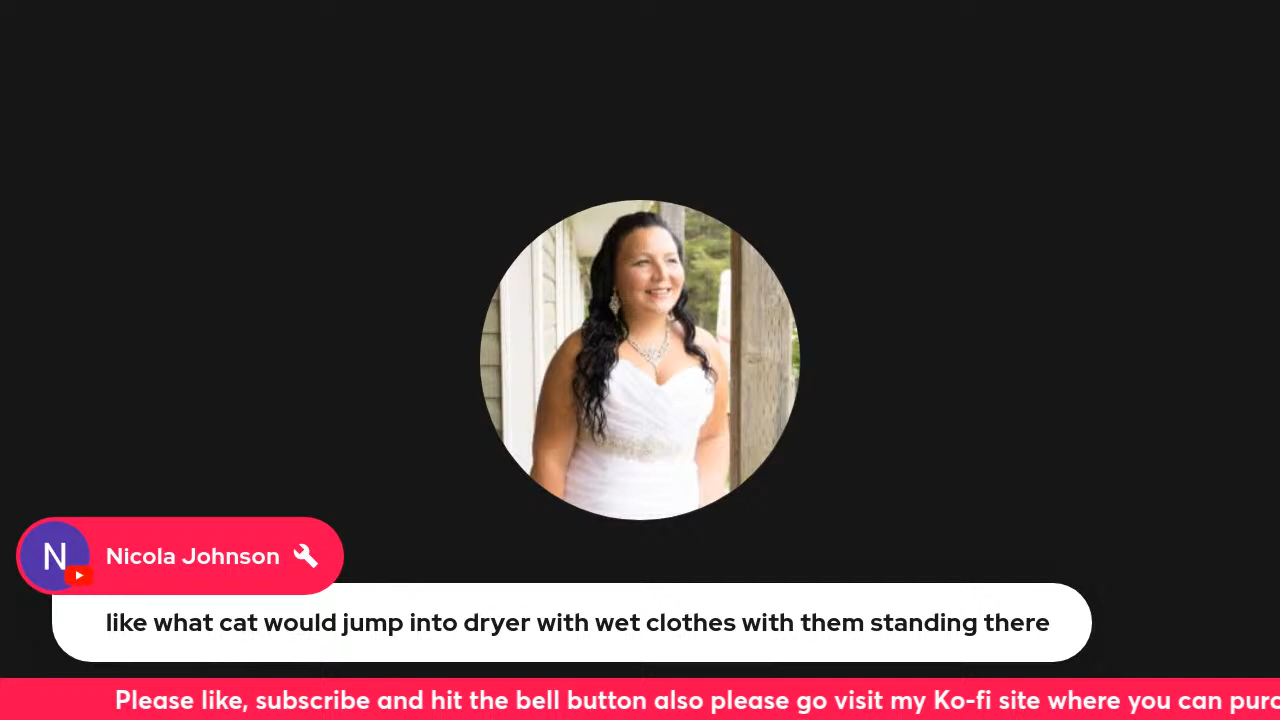 N
Nicola Johnson
like what cat would jump into dryer with wet clothes with them standing there
Please like, subscribe and hit the bell button also please go visit my Ko-fi site where you can purc